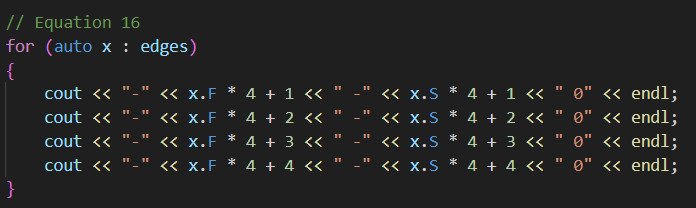 // Equation 16
for (auto x : edges)
{
    cout << "-" << x.F * 4 + 1 << " -" << x.S * 4 + 1 << " 0" << endl;
    cout << "-" << x.F * 4 + 2 << " -" << x.S * 4 + 2 << " 0" << endl;
    cout << "-" << x.F * 4 + 3 << " -" << x.S * 4 + 3 << " 0" << endl;
    cout << "-" << x.F * 4 + 4 << " -" << x.S * 4 + 4 << " 0" << endl;
}